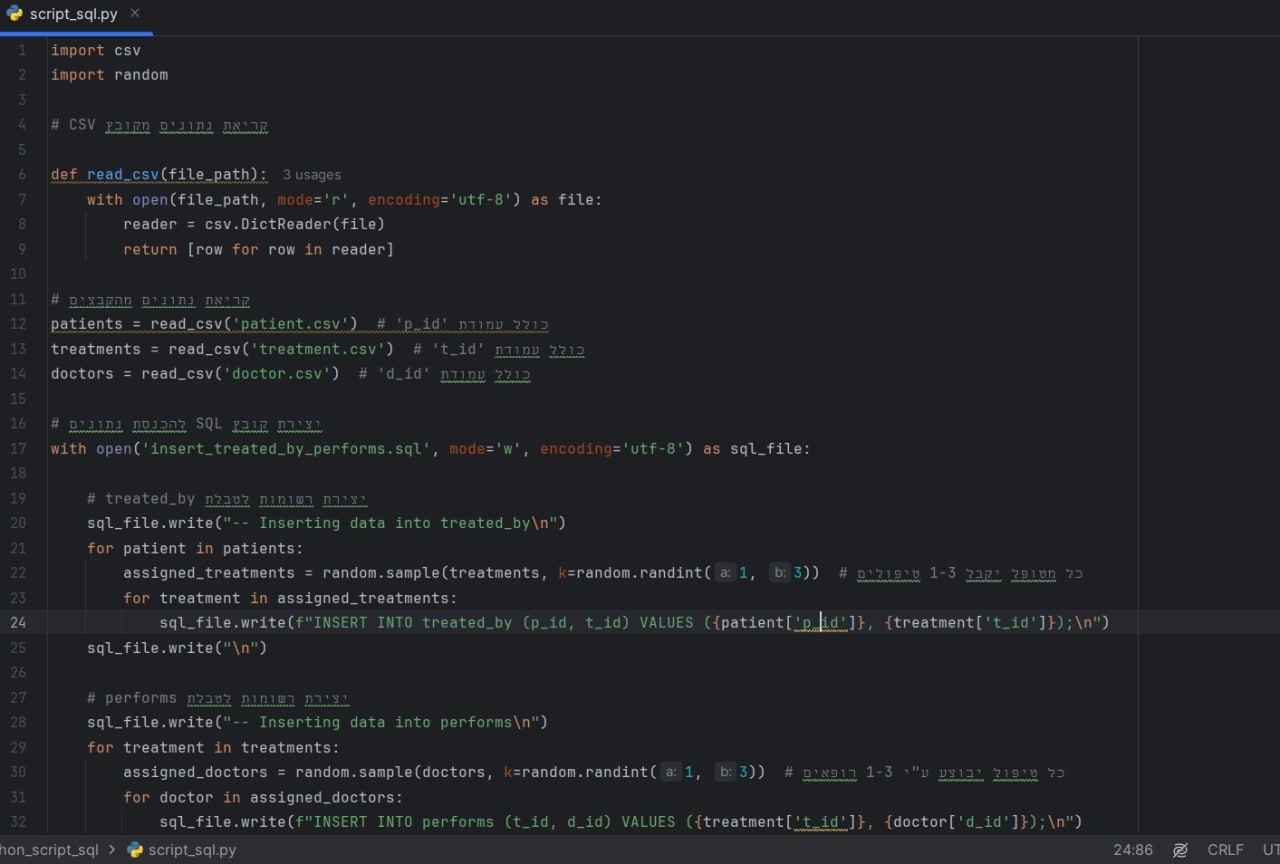 script_sql.py ×
1 import csv
2 import random
3
4 # CSV קריאת נתונים מקובץ
5
6 def read_csv(file_path): 3 usages
7 with open(file_path, mode='r', encoding='utf-8') as file:
8 reader = csv.DictReader(file)
9 return [row for row in reader]
10
11 # קריאת נתונים מהקבצים
12 patients = read_csv('patient.csv') # 'p_id' כולל עמודת
13 treatments = read_csv('treatment.csv') # 't_id' כולל עמודת
14 doctors = read_csv('doctor.csv') # 'd_id' כולל עמודת
15
16 # יצירת קובץ SQL להכנסת נתונים
17 with open('insert_treated_by_performs.sql', mode='w', encoding='utf-8') as sql_file:
18
19 # treated_by יצירת רשומות לטבלת
20 sql_file.write("-- Inserting data into treated_by\n")
21 for patient in patients:
22 assigned_treatments = random.sample(treatments, k=random.randint( a: 1, b: 3)) # כל מטופל יקבל 1-3 טיפולים
23 for treatment in assigned_treatments:
24 sql_file.write(f"INSERT INTO treated_by (p_id, t_id) VALUES ({patient['p_id']}, {treatment['t_id']});\n")
25 sql_file.write("\n")
26
27 # performs יצירת רשומות לטבלת
28 sql_file.write("-- Inserting data into performs\n")
29 for treatment in treatments:
30 assigned_doctors = random.sample(doctors, k=random.randint( a: 1, b: 3)) # כל טיפול יבוצע ע"י 1-3 רופאים
31 for doctor in assigned_doctors:
32 sql_file.write(f"INSERT INTO performs (t_id, d_id) VALUES ({treatment['t_id']}, {doctor['d_id']});\n")
hon_script_sql > script_sql.py 24:86 CRLF UT